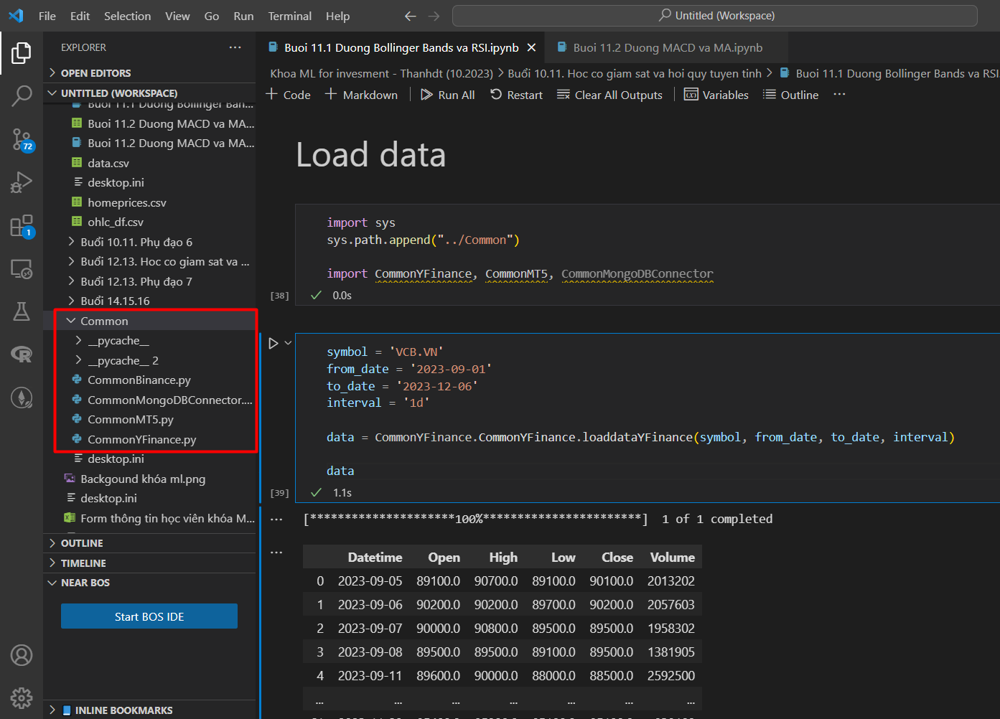 File Edit Selection View Go Run Terminal Help
Untitled (Workspace)
EXPLORER
OPEN EDITORS
UNTITLED (WORKSPACE)
Buoi 11.1 Duong Bollinger Ban...
Buoi 11.2 Duong MACD va MA...
Buoi 11.2 Duong MACD va MA...
data.csv
desktop.ini
homeprices.csv
ohlc_df.csv
Buổi 10.11. Phụ đạo 6
Buổi 12.13. Hoc co giam sat va ...
Buổi 12.13. Phụ đạo 7
Buổi 14.15.16
Common
__pycache__
__pycache__ 2
CommonBinance.py
CommonMongoDBConnector....
CommonMT5.py
CommonYFinance.py
desktop.ini
Backgound khóa ml.png
desktop.ini
Form thông tin học viên khóa M...
OUTLINE
TIMELINE
NEAR BOS
Start BOS IDE
INLINE BOOKMARKS
72
1
Buoi 11.1 Duong Bollinger Bands va RSI.ipynb
Buoi 11.2 Duong MACD va MA.ipynb
Khoa ML for invesment - Thanhdt (10.2023) > Buổi 10.11. Hoc co giam sat va hoi quy tuyen tinh > Buoi 11.1 Duong Bollinger Bands va RSI.
+ Code + Markdown Run All Restart Clear All Outputs Variables Outline ...
Load data
import sys
sys.path.append("../Common")
import CommonYFinance, CommonMT5, CommonMongoDBConnector
[38] 0.0s
symbol = 'VCB.VN'
from_date = '2023-09-01'
to_date = '2023-12-06'
interval = '1d'
data = CommonYFinance.CommonYFinance.loaddataYFinance(symbol, from_date, to_date, interval)
data
[39] 1.1s
[*********************100%***********************] 1 of 1 completed
Datetime Open High Low Close Volume
0 2023-09-05 89100.0 90700.0 89100.0 90100.0 2013202
1 2023-09-06 90200.0 90200.0 89700.0 90200.0 2057603
2 2023-09-07 90000.0 90800.0 89500.0 89500.0 1958302
3 2023-09-08 89500.0 89500.0 89100.0 89500.0 1381905
4 2023-09-11 89600.0 90000.0 88000.0 88500.0 2592500
... ... ... ... ... ... ...